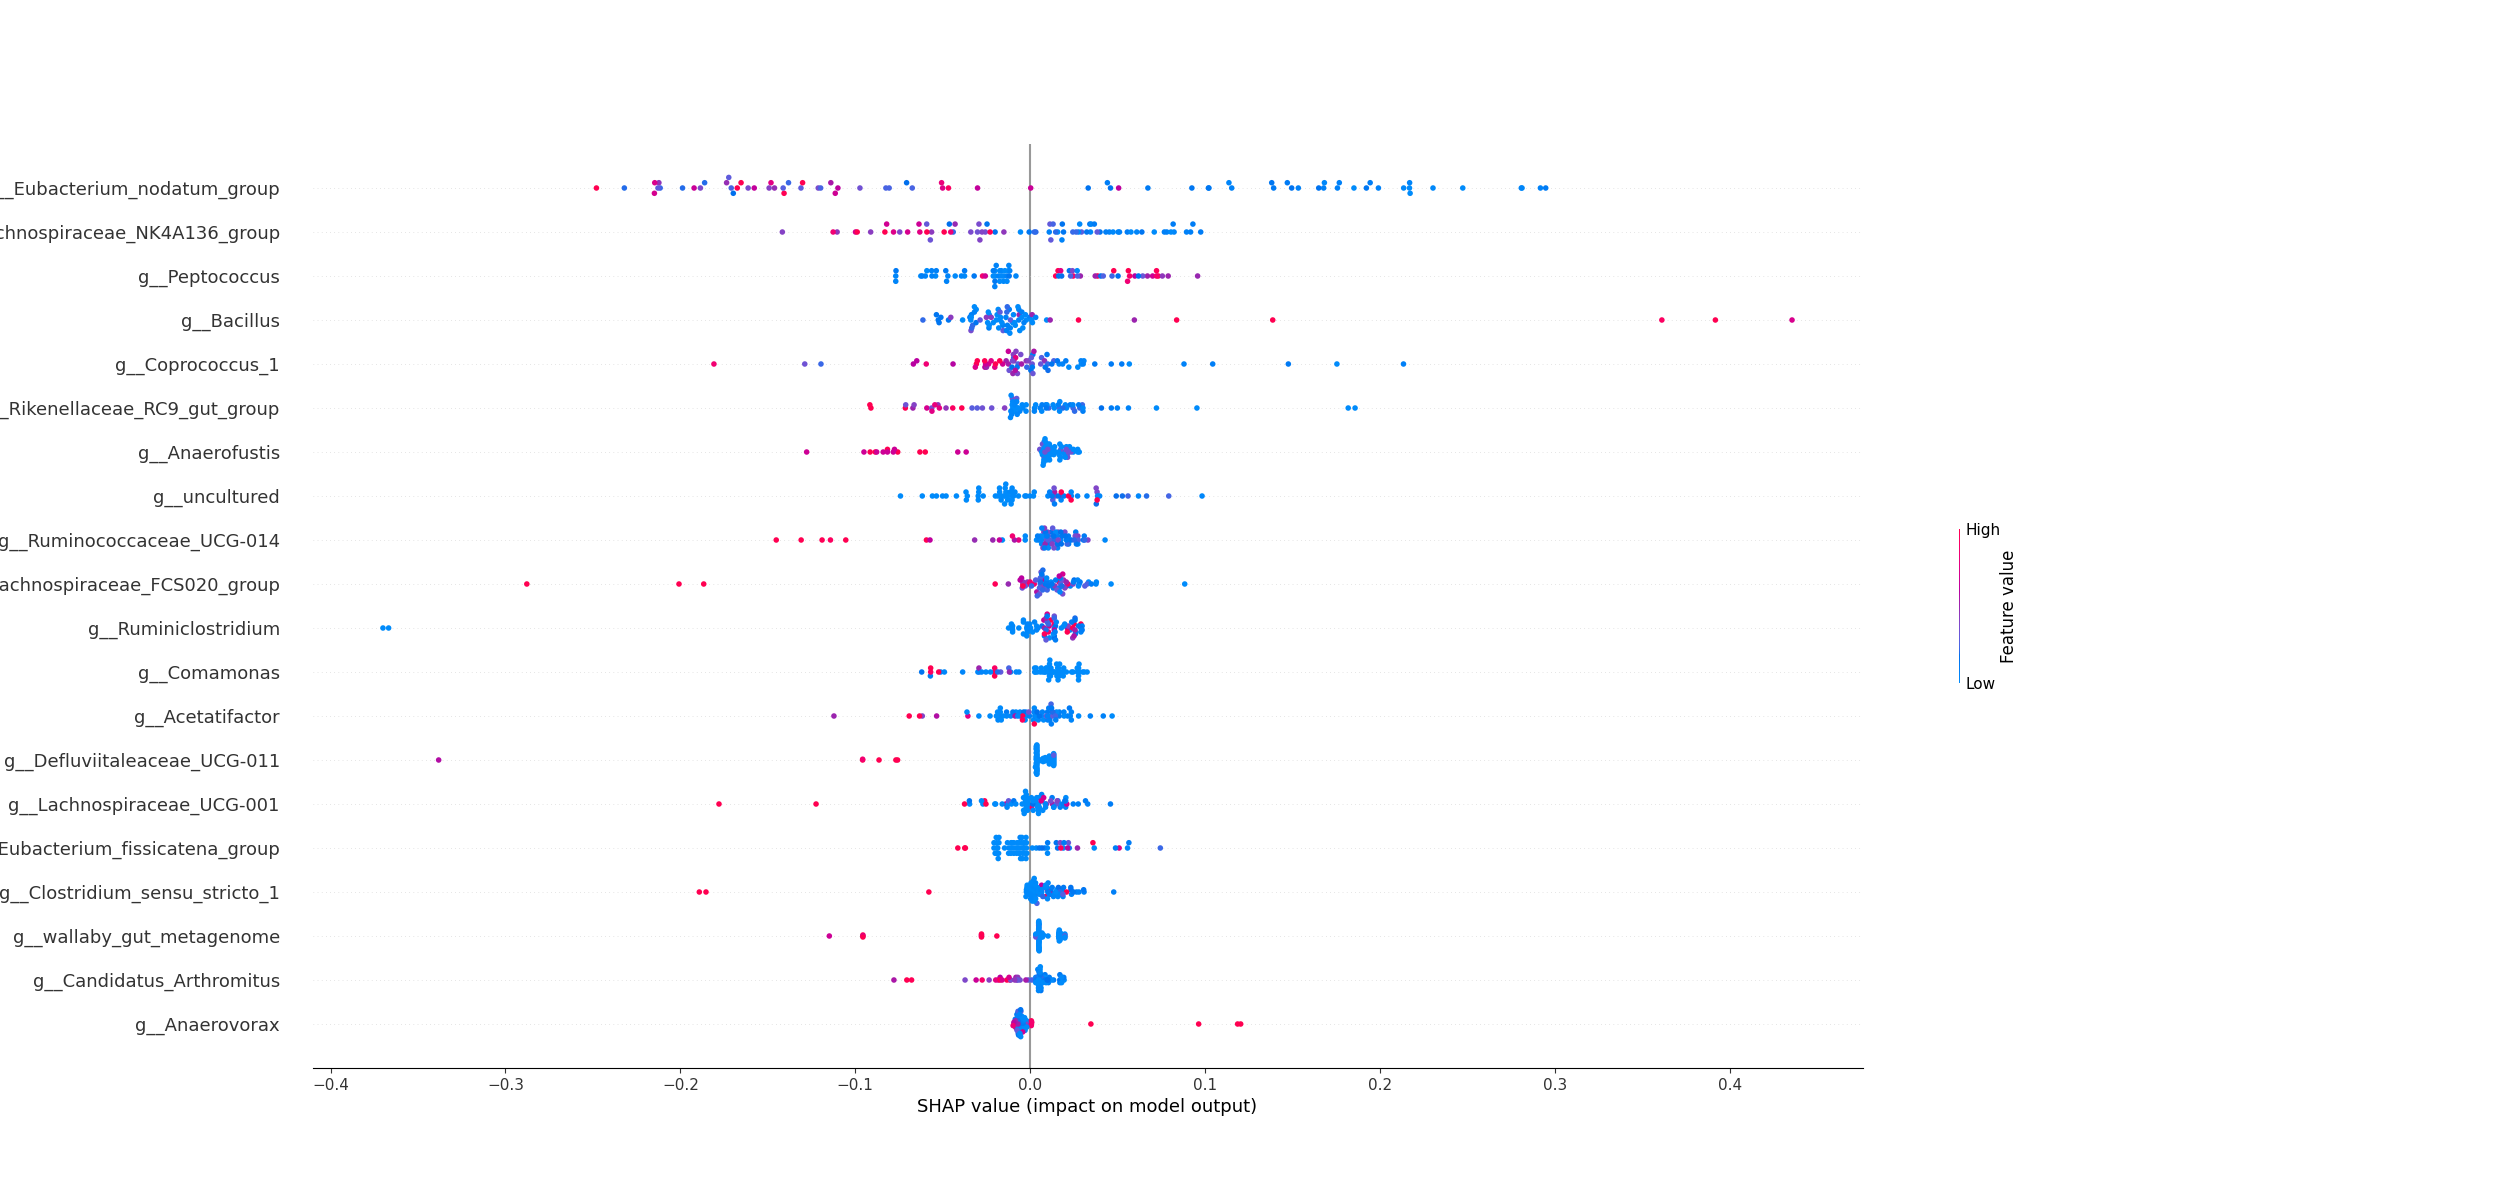 __Eubacterium_nodatum_group
chnospiraceae_NK4A136_group
g__Peptococcus
g__Bacillus
g__Coprococcus_1
_Rikenellaceae_RC9_gut_group
g__Anaerofustis
g__uncultured
g__Ruminococcaceae_UCG-014
achnospiraceae_FCS020_group
g__Ruminiclostridium
g__Comamonas
g__Acetatifactor
g__Defluviitaleaceae_UCG-011
g__Lachnospiraceae_UCG-001
Eubacterium_fissicatena_group
g__Clostridium_sensu_stricto_1
g__wallaby_gut_metagenome
g__Candidatus_Arthromitus
g__Anaerovorax
−0.4 −0.3 −0.2 −0.1 0.0 0.1 0.2 0.3 0.4
SHAP value (impact on model output)
High
Feature value
Low